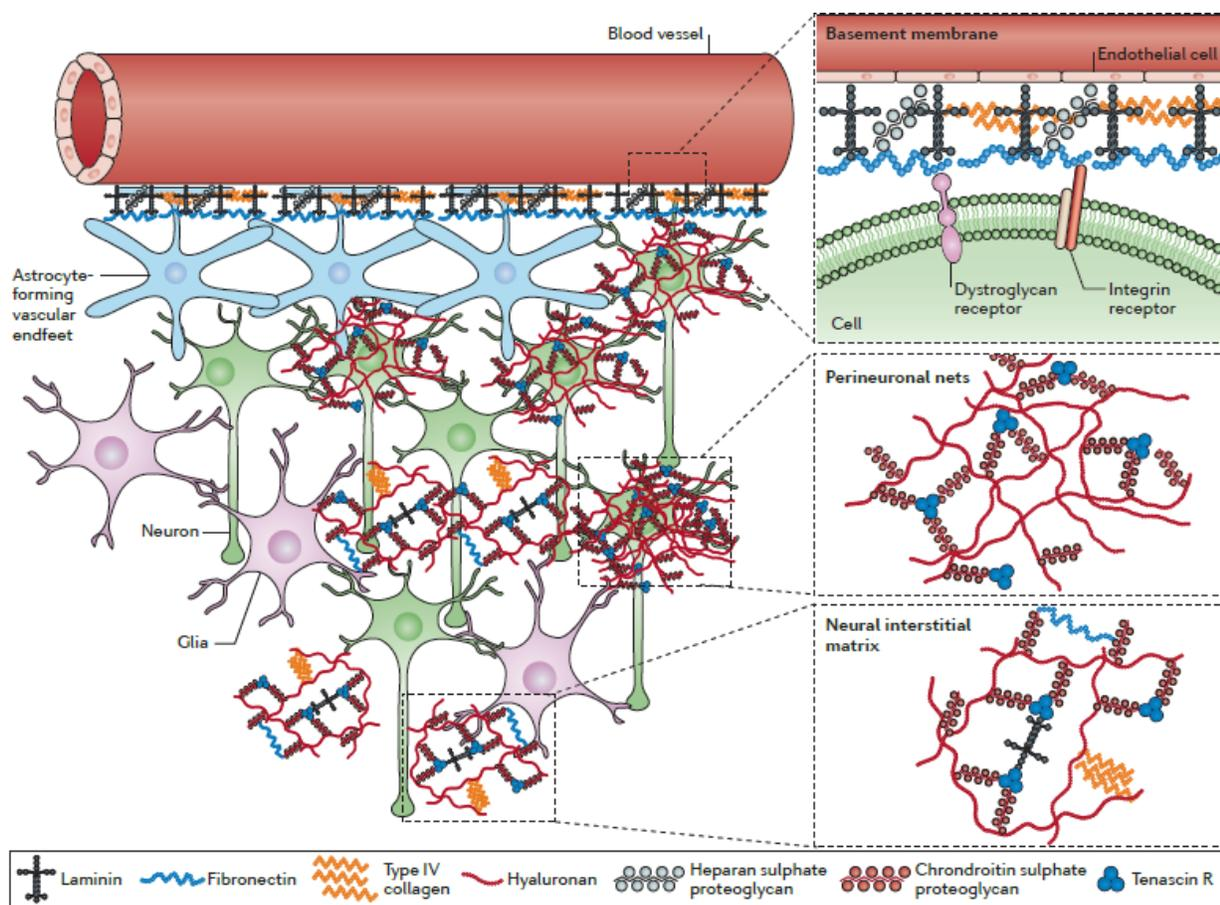 Blood vessel
Basement membrane
Endothelial cell
Astrocyte-
forming
vascular
endfeet
Dystroglycan
receptor
Integrin
receptor
Cell
Perineuronal nets
Neuron
Glia
Neural interstitial
matrix
Laminin
Fibronectin
Type IV
collagen
Hyaluronan
Heparan sulphate
proteoglycan
Chrondroitin sulphate
proteoglycan
Tenascin R